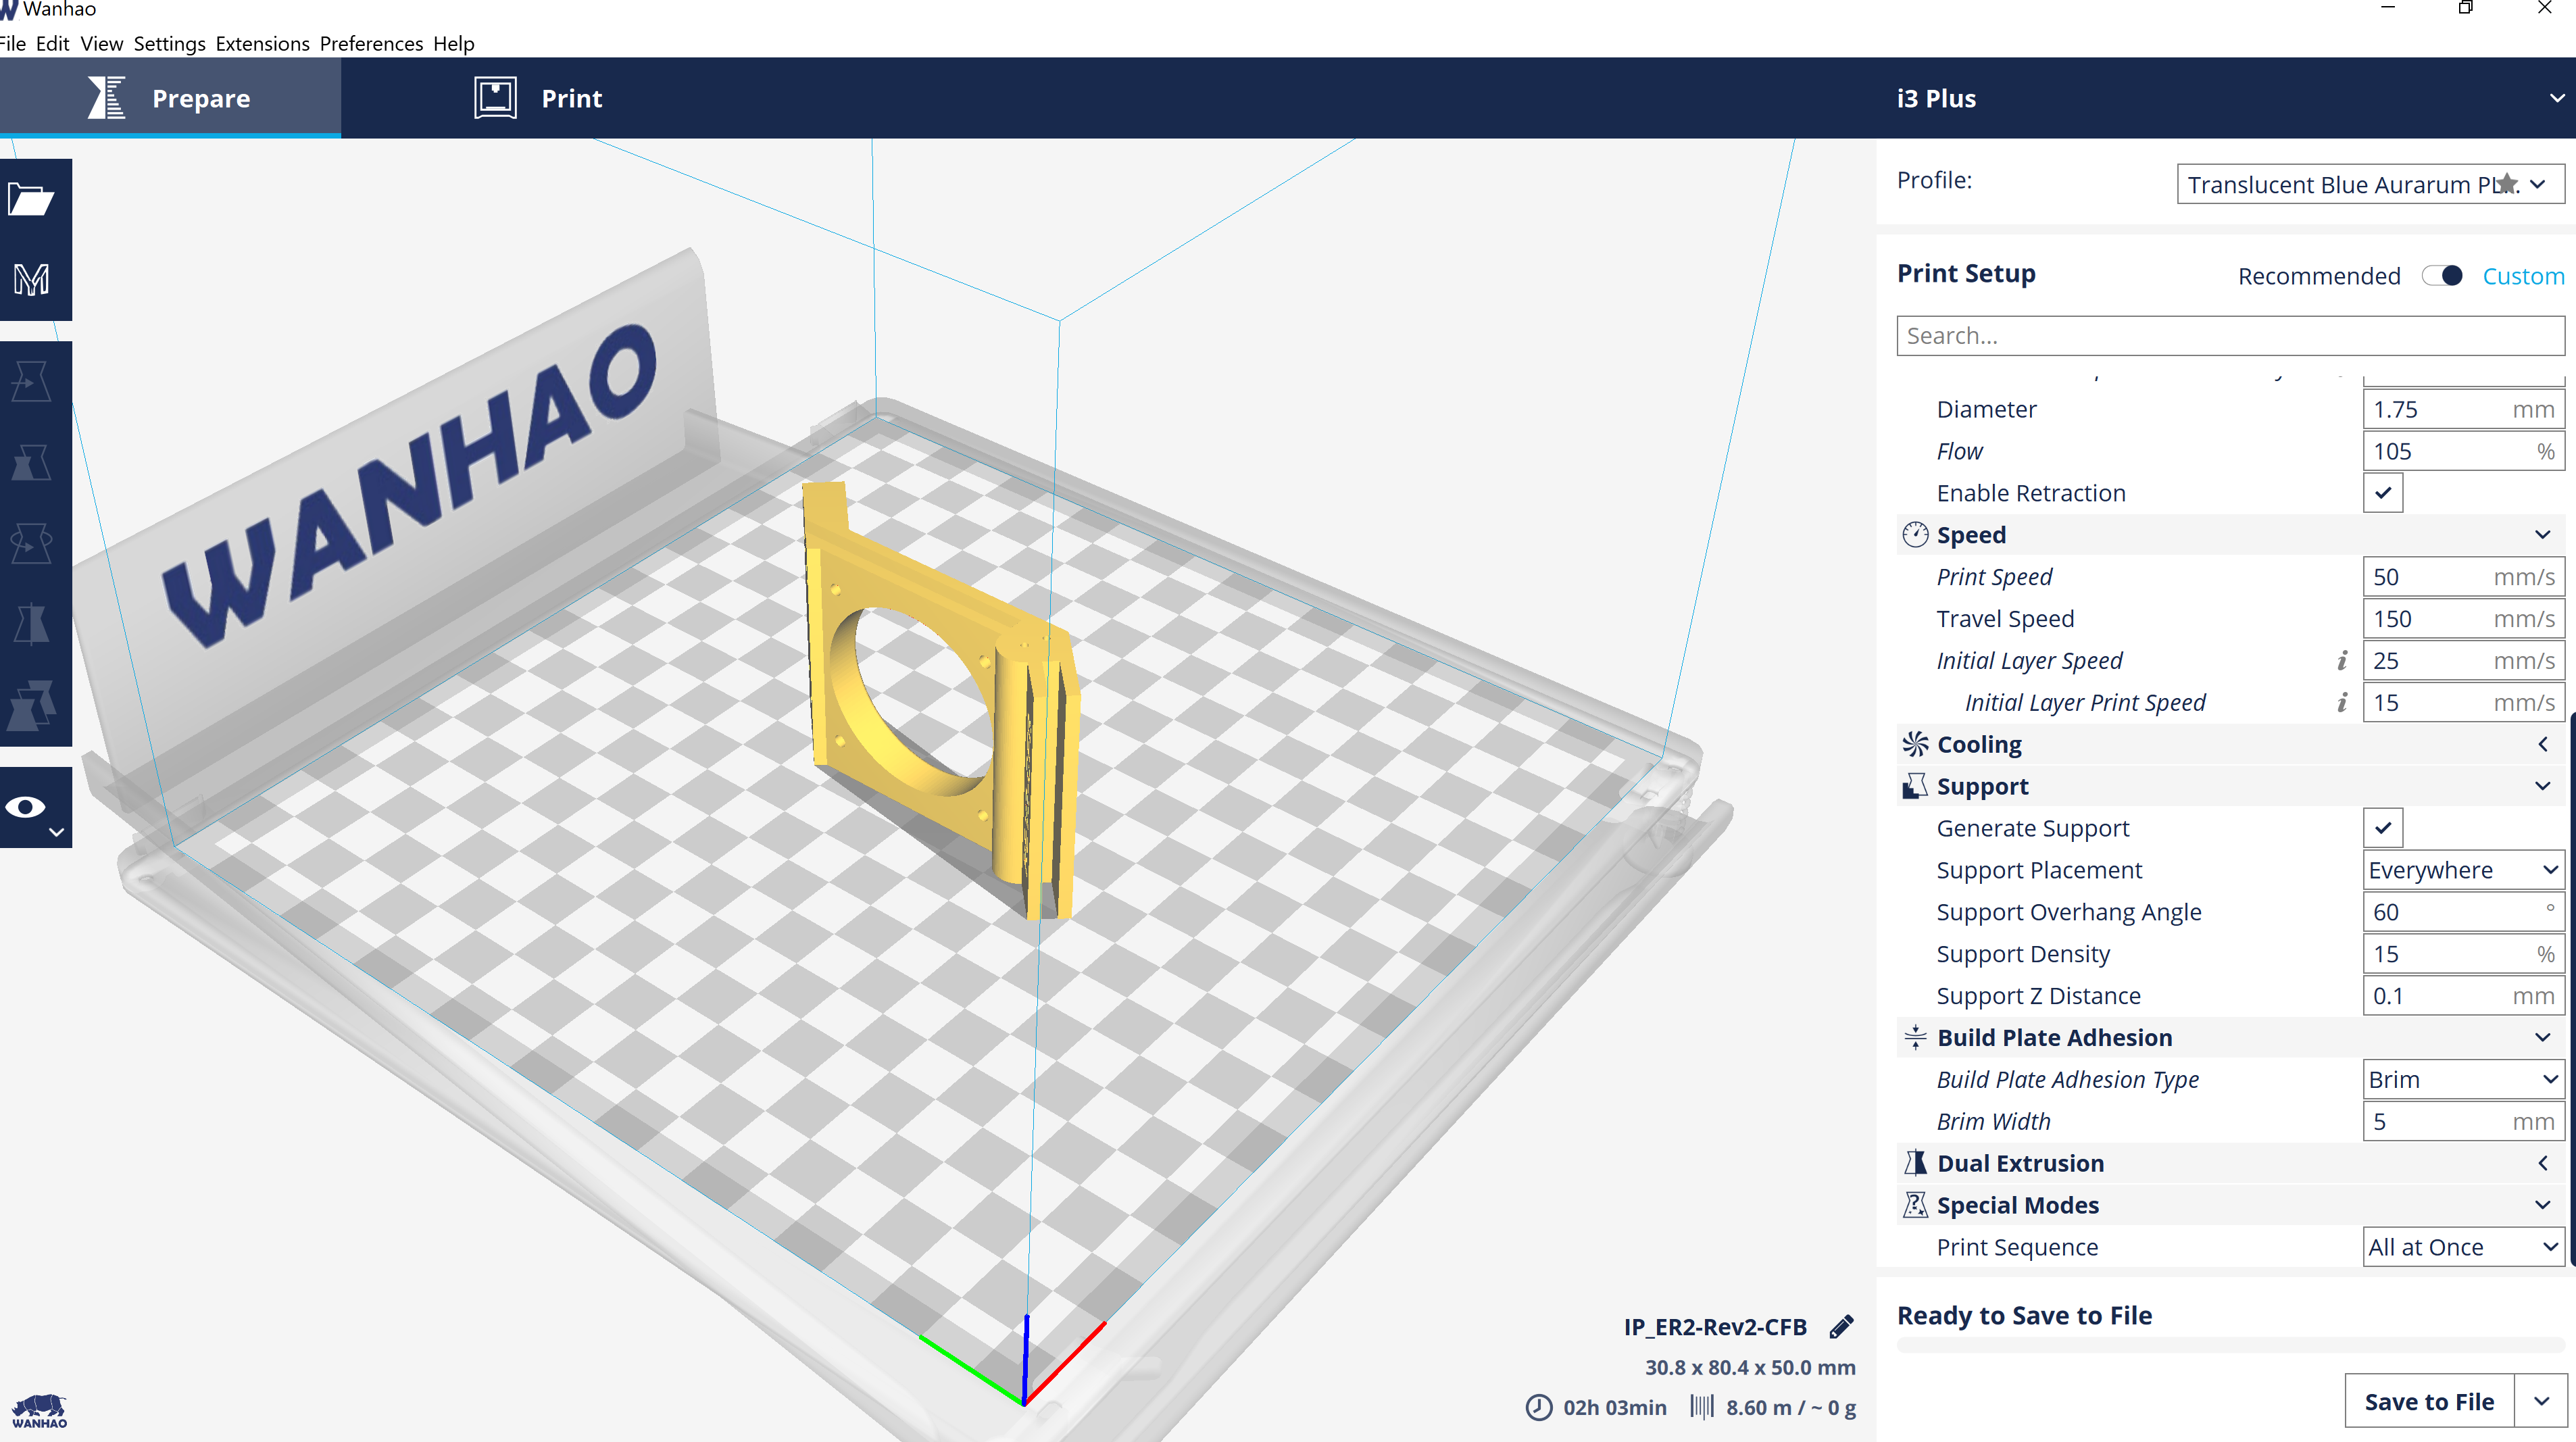 Wanhao
File Edit View Settings Extensions Preferences Help
Prepare
Print
i3 Plus
Profile:
Translucent Blue Aurarum PL...
Print Setup
Recommended
Custom
Search...
Diameter
1.75 mm
Flow
105 %
Enable Retraction
Speed
Print Speed
50 mm/s
Travel Speed
150 mm/s
Initial Layer Speed
i
25 mm/s
Initial Layer Print Speed
i
15 mm/s
Cooling
Support
Generate Support
Support Placement
Everywhere
Support Overhang Angle
60 °
Support Density
15 %
Support Z Distance
0.1 mm
Build Plate Adhesion
Build Plate Adhesion Type
Brim
Brim Width
5 mm
Dual Extrusion
Special Modes
Print Sequence
All at Once
WANHAO
IP_ER2-Rev2-CFB
30.8 x 80.4 x 50.0 mm
02h 03min
8.60 m / ~ 0 g
Ready to Save to File
Save to File
WANHAO